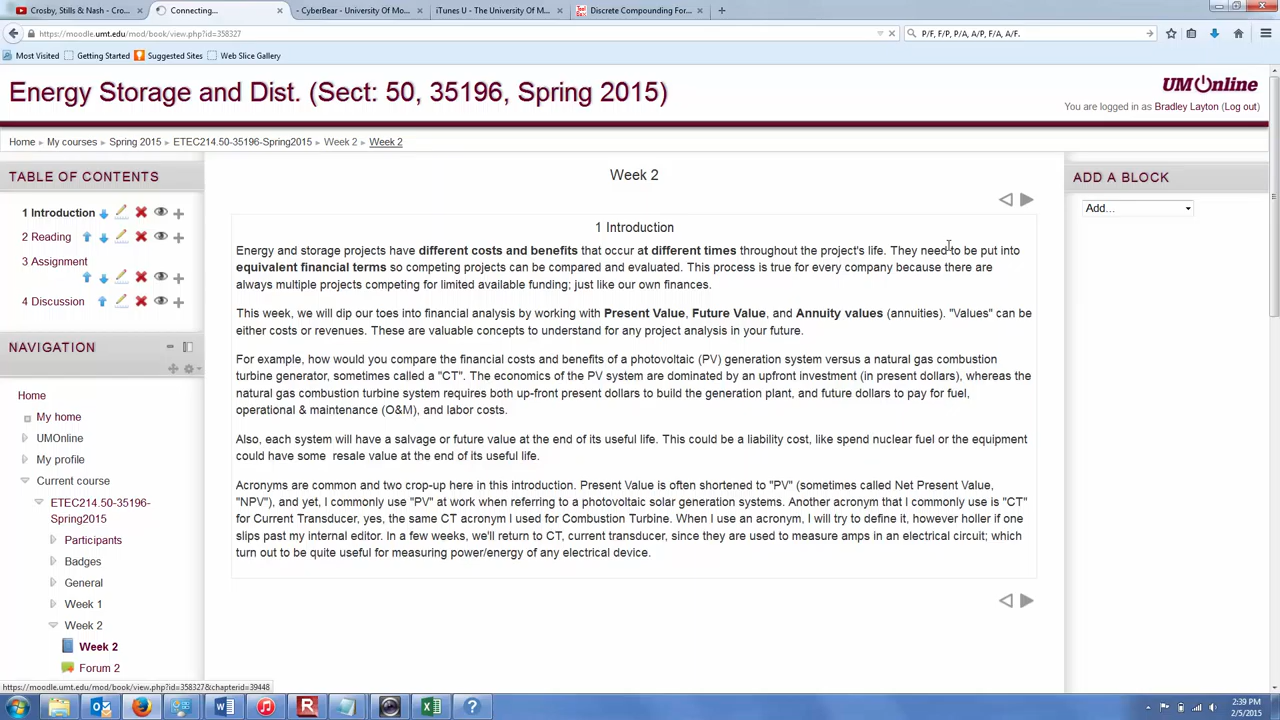 Crosby, Stills & Nash - Co...
Connecting...
- CyberBear - University Of Mo...
iTunes U - The University Of M...
Discrete Compounding For...
https://moodle.umt.edu/mod/book/view.php?id=358327
P/F, F/P, P/A, A/P, F/A, A/F.
Most Visited
Getting Started
Suggested Sites
Web Slice Gallery
Energy Storage and Dist. (Sect: 50, 35196, Spring 2015)
UMOnline
You are logged in as Bradley Layton (Log out)
Home
My courses
Spring 2015
ETEC214.50-35196-Spring2015
Week 2
Week 2
TABLE OF CONTENTS
1 Introduction
2 Reading
3 Assignment
4 Discussion
NAVIGATION
Home
My home
UMOnline
My profile
Current course
ETEC214.50-35196-
Spring2015
Participants
Badges
General
Week 1
Week 2
Week 2
Forum 2
Week 2
1 Introduction
Energy and storage projects have different costs and benefits that occur at different times throughout the project's life. They need to be put into
equivalent financial terms so competing projects can be compared and evaluated. This process is true for every company because there are
always multiple projects competing for limited available funding; just like our own finances.
This week, we will dip our toes into financial analysis by working with Present Value, Future Value, and Annuity values (annuities). "Values" can be
either costs or revenues. These are valuable concepts to understand for any project analysis in your future.
For example, how would you compare the financial costs and benefits of a photovoltaic (PV) generation system versus a natural gas combustion
turbine generator, sometimes called a "CT". The economics of the PV system are dominated by an upfront investment (in present dollars), whereas the
natural gas combustion turbine system requires both up-front present dollars to build the generation plant, and future dollars to pay for fuel,
operational & maintenance (O&M), and labor costs.
Also, each system will have a salvage or future value at the end of its useful life. This could be a liability cost, like spend nuclear fuel or the equipment
could have some resale value at the end of its useful life.
Acronyms are common and two crop-up here in this introduction. Present Value is often shortened to "PV" (sometimes called Net Present Value,
"NPV"), and yet, I commonly use "PV" at work when referring to a photovoltaic solar generation systems. Another acronym that I commonly use is "CT"
for Current Transducer, yes, the same CT acronym I used for Combustion Turbine. When I use an acronym, I will try to define it, however holler if one
slips past my internal editor. In a few weeks, we'll return to CT, current transducer, since they are used to measure amps in an electrical circuit; which
turn out to be quite useful for measuring power/energy of any electrical device.
ADD A BLOCK
Add...
https://moodle.umt.edu/mod/book/view.php?id=358327&chapterid=39448
2:39 PM
2/5/2015